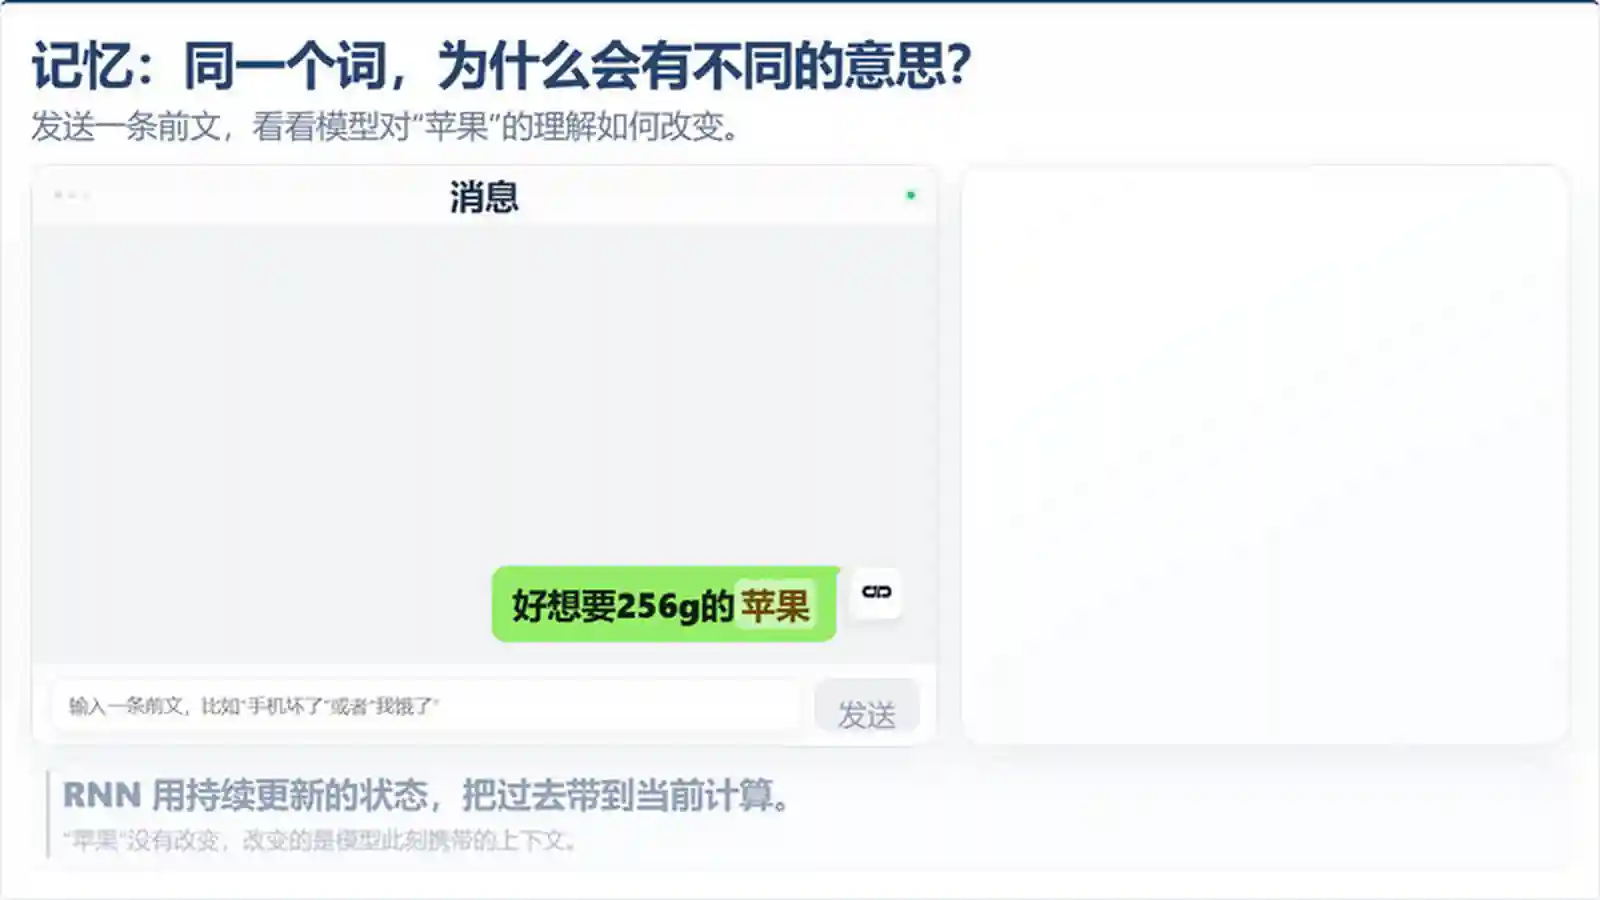 记忆：同一个词，为什么会有不同的意思？
发送一条前文，看看模型对“苹果”的理解如何改变。
消息
好想要256g的苹果
输入一条前文，比如“手机坏了”或者“我饿了”
发送
RNN 用持续更新的状态，把过去带到当前计算。
“苹果”没有改变，改变的是模型此刻携带的上下文。